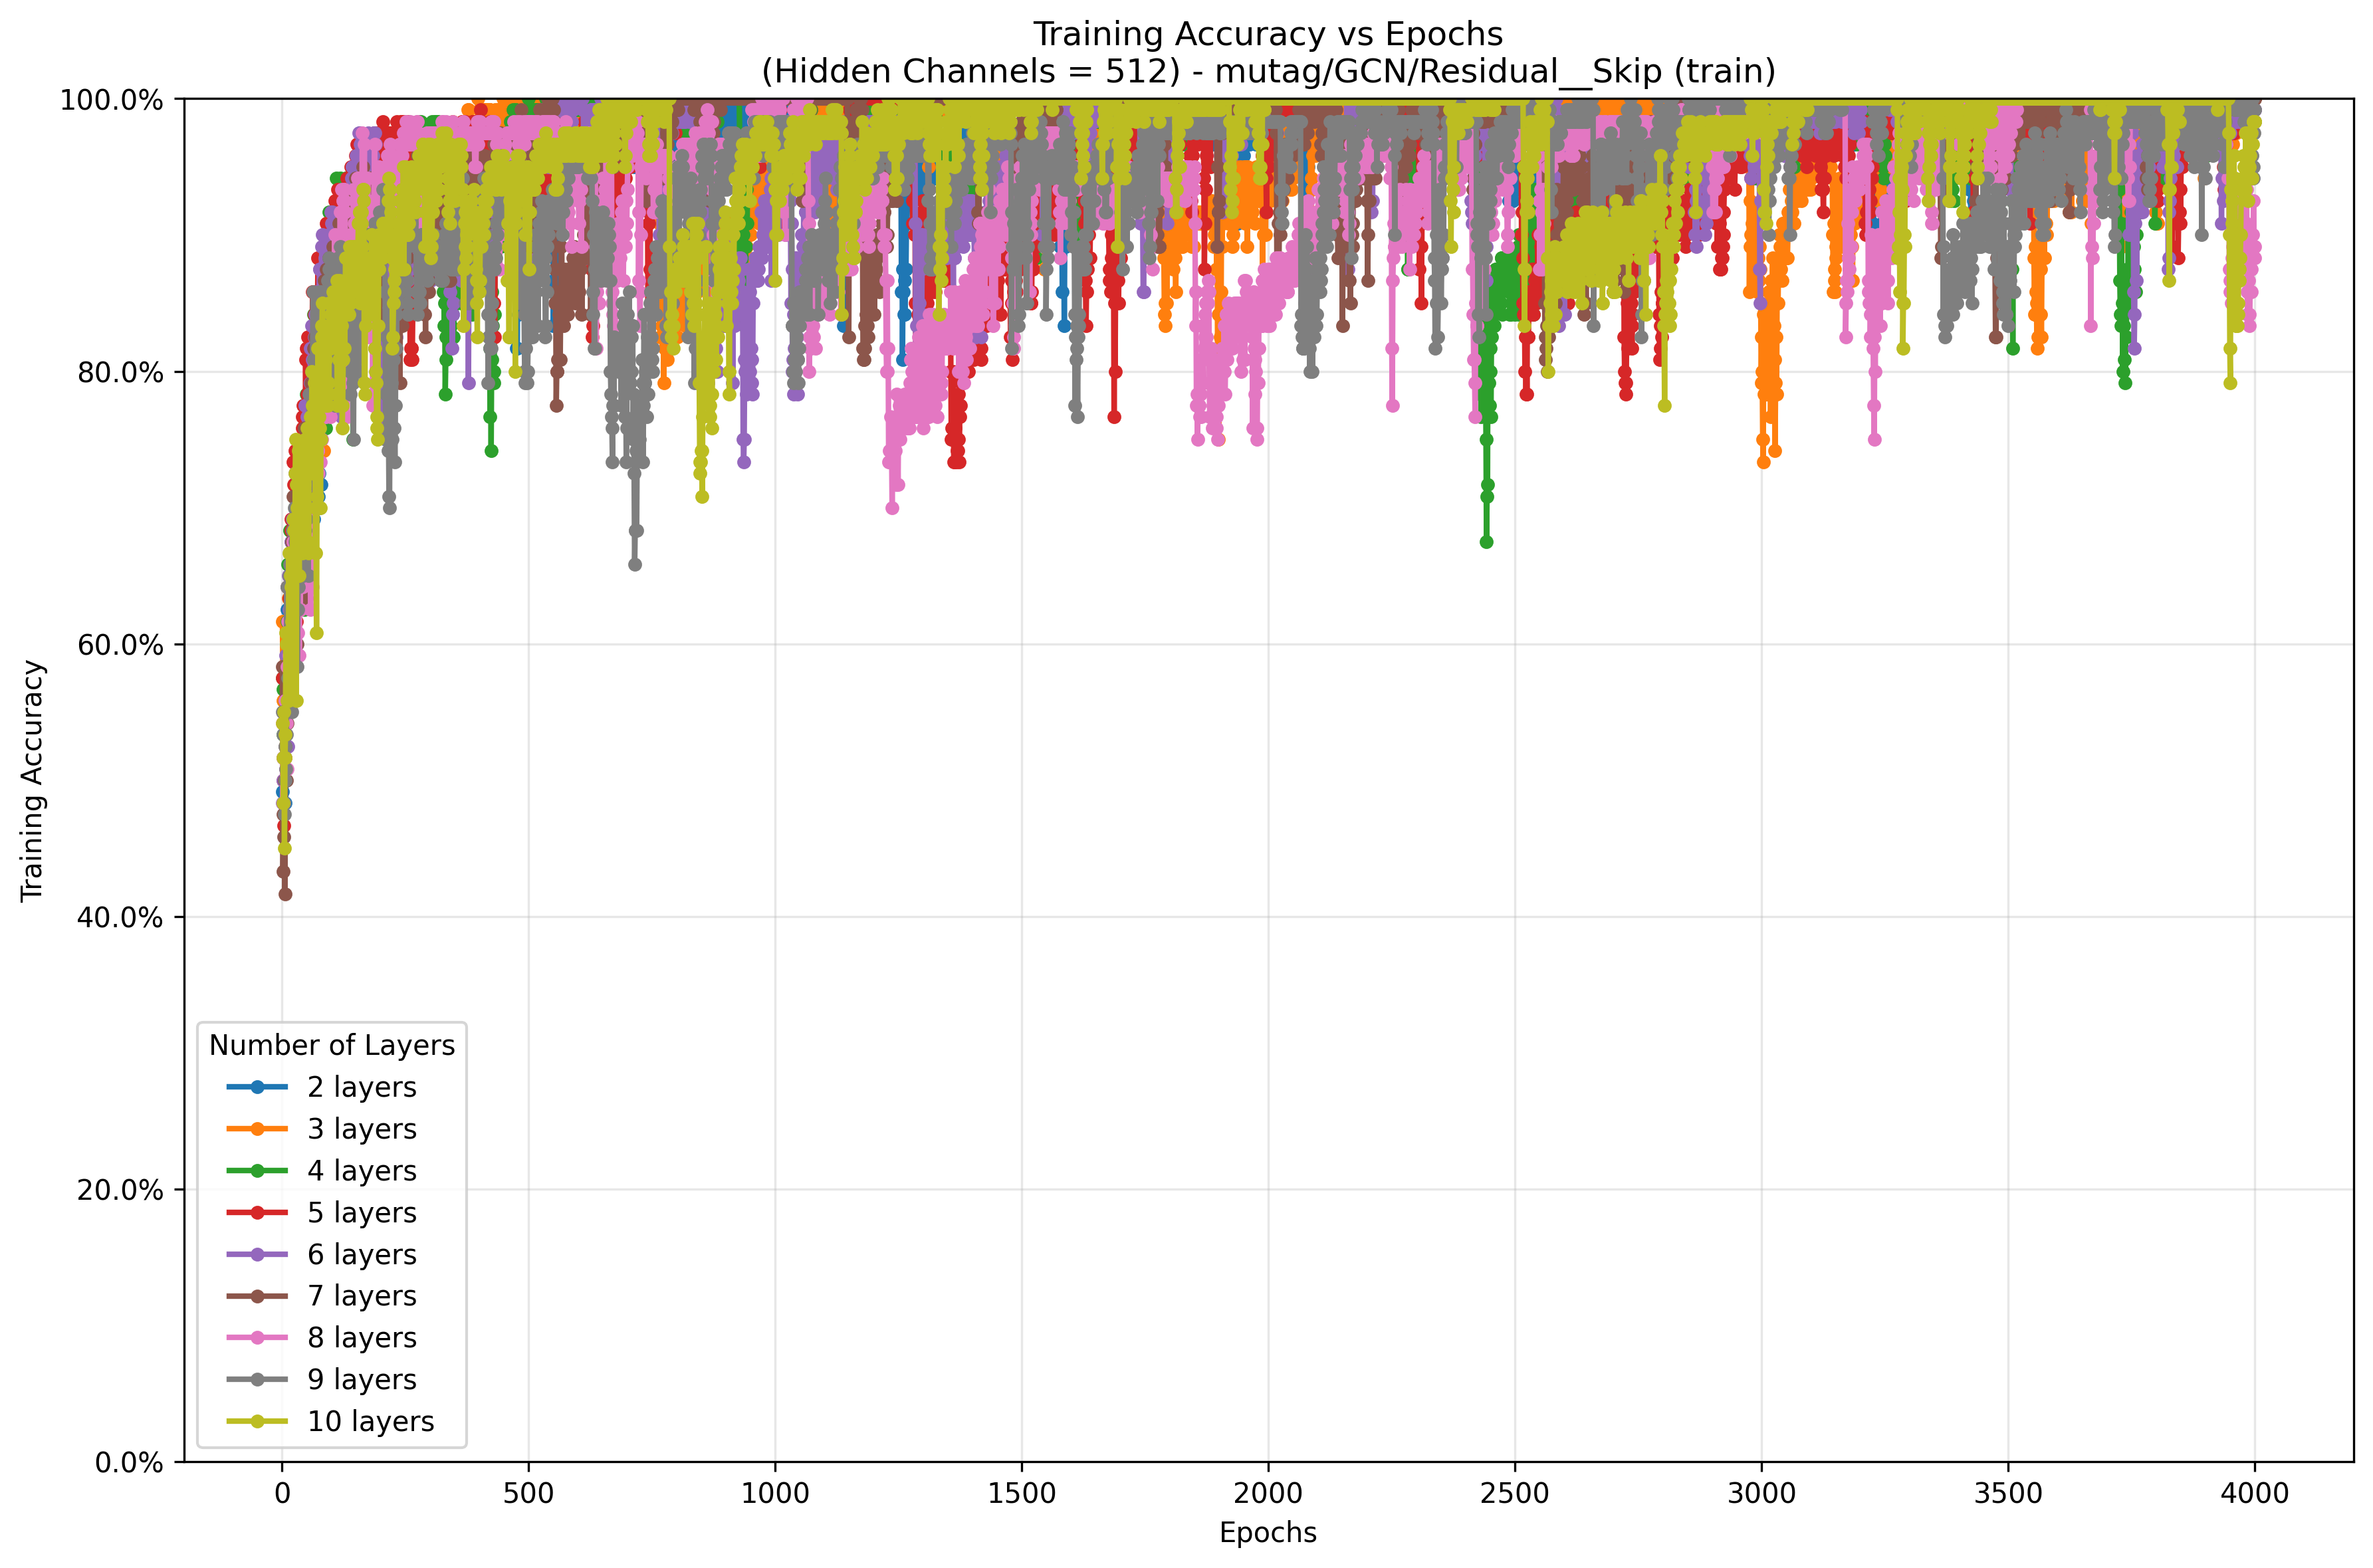 Training Accuracy vs Epochs
(Hidden Channels = 512) - mutag/GCN/Residual__Skip (train)
100.0%
80.0%
60.0%
40.0%
20.0%
0.0%
Training Accuracy
Number of Layers
2 layers
3 layers
4 layers
5 layers
6 layers
7 layers
8 layers
9 layers
10 layers
0 500 1000 1500 2000 2500 3000 3500 4000
Epochs